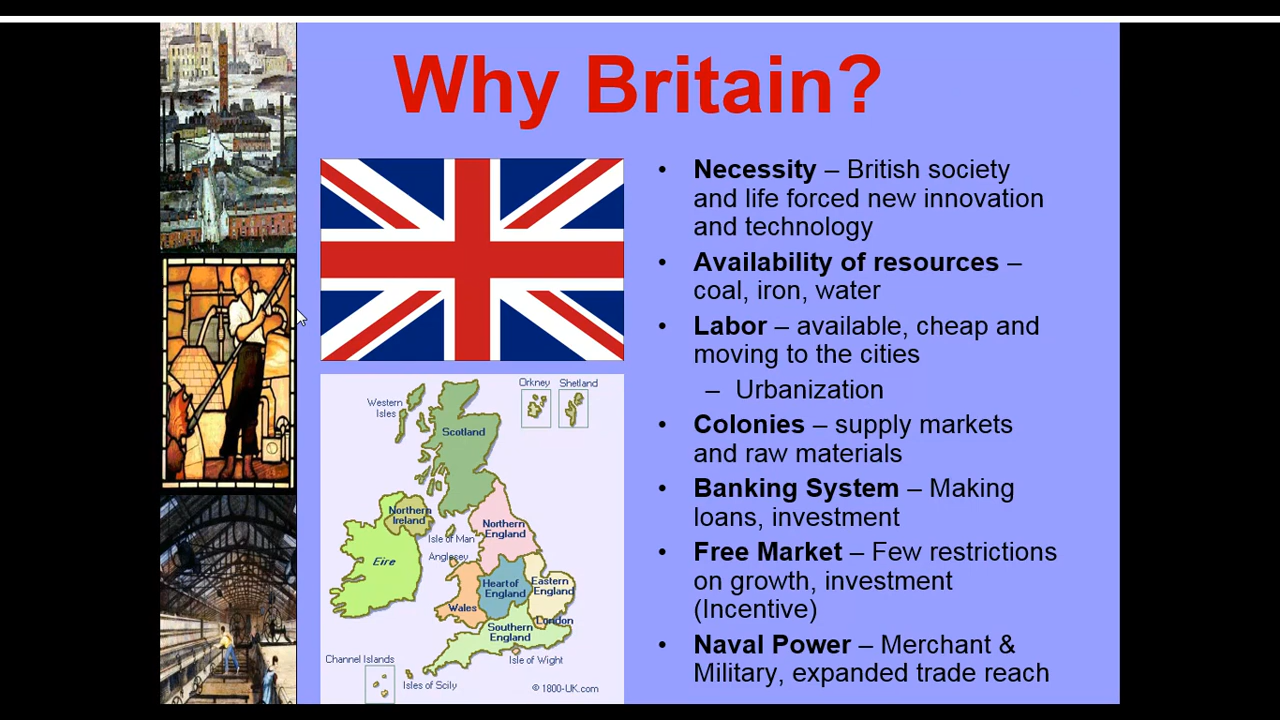 Why Britain?
• Necessity – British society
and life forced new innovation
and technology
• Availability of resources –
coal, iron, water
• Labor – available, cheap and
moving to the cities
– Urbanization
• Colonies – supply markets
and raw materials
• Banking System – Making
loans, investment
• Free Market – Few restrictions
on growth, investment
(Incentive)
• Naval Power – Merchant &
Military, expanded trade reach
Orkney
Shetland
Western
Isles
Scotland
Northern
Ireland
Northern
England
Isle of Man
Anglesey
Eire
Heart of
England
Eastern
England
Wales
London
Southern
England
Isle of Wight
Channel Islands
Isles of Scily
© 1800-UK.com